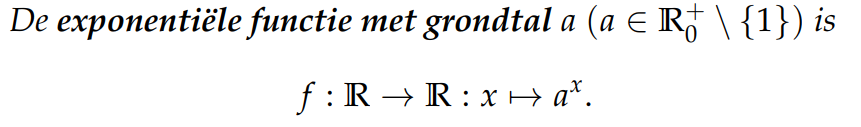 De exponentiële functie met grondtal a (a ∈ ℝ₀⁺ \ {1}) is
f : ℝ → ℝ : x ↦ aˣ.